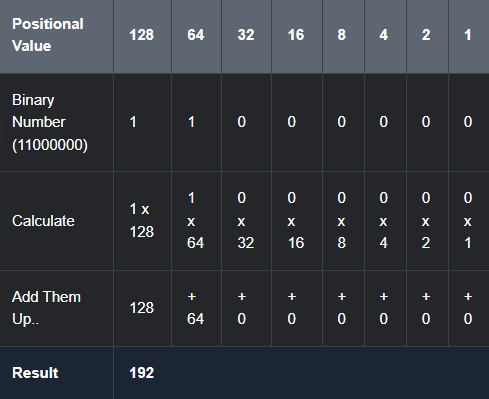 Positional Value 128 64 32 16 8 4 2 1
Binary Number (11000000) 1 1 0 0 0 0 0 0
Calculate 1 x 128 1 x 64 0 x 32 0 x 16 0 x 8 0 x 4 0 x 2 0 x 1
Add Them Up.. 128 + 64 + 0 + 0 + 0 + 0 + 0 + 0
Result 192